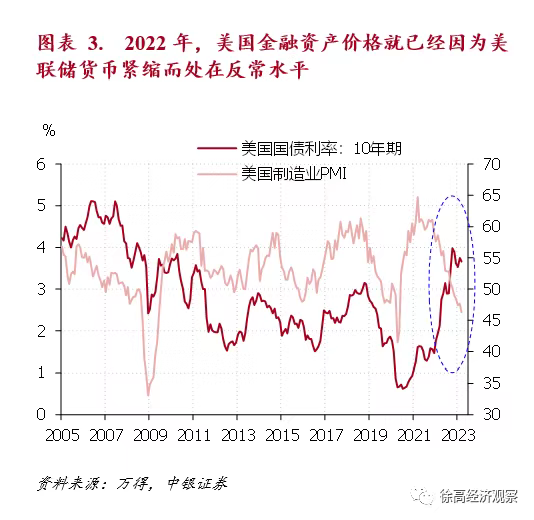 图表 3. 2022 年，美国金融资产价格就已经因为美
联储货币紧缩而处在反常水平
%
美国国债利率：10年期
美国制造业PMI
6
5
4
3
2
1
0
70
65
60
55
50
45
40
35
30
2005 2007 2009 2011 2013 2015 2017 2019 2021 2023
资料来源：万得，中银证券
徐高经济观察